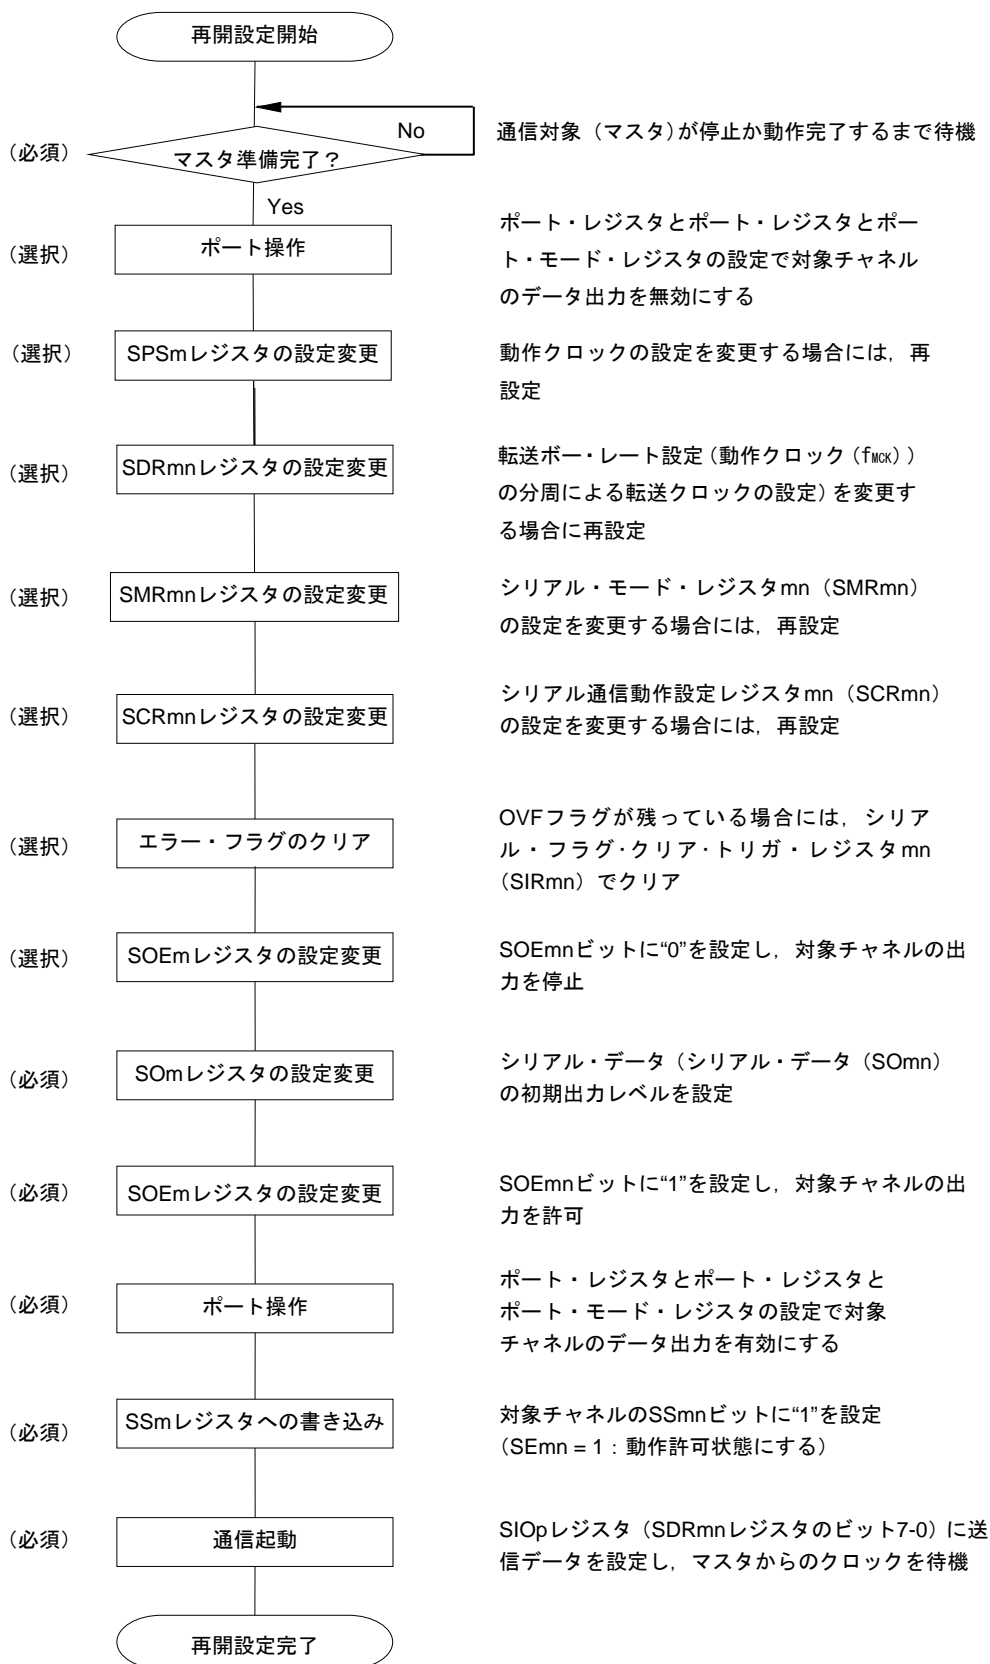 再開設定開始
No
通信対象（マスタ）が停止か動作完了するまで待機
（必須）
マスタ準備完了？
Yes
（選択）
ポート操作
ポート・レジスタとポート・レジスタとポー
ト・モード・レジスタの設定で対象チャネル
のデータ出力を無効にする
（選択）
SPSmレジスタの設定変更
動作クロックの設定を変更する場合には，再
設定
（選択）
SDRmnレジスタの設定変更
転送ボー・レート設定（動作クロック（fMCK））
の分周による転送クロックの設定）を変更す
る場合に再設定
（選択）
SMRmnレジスタの設定変更
シリアル・モード・レジスタmn（SMRmn）
の設定を変更する場合には，再設定
（選択）
SCRmnレジスタの設定変更
シリアル通信動作設定レジスタmn（SCRmn）
の設定を変更する場合には，再設定
（選択）
エラー・フラグのクリア
OVFフラグが残っている場合には，シリア
ル・フラグ・クリア・トリガ・レジスタmn
（SIRmn）でクリア
（選択）
SOEmレジスタの設定変更
SOEmnビットに“0”を設定し，対象チャネルの出
力を停止
（必須）
SOmレジスタの設定変更
シリアル・データ（シリアル・データ（SOmn）
の初期出力レベルを設定
（必須）
SOEmレジスタの設定変更
SOEmnビットに“1”を設定し，対象チャネルの出
力を許可
（必須）
ポート操作
ポート・レジスタとポート・レジスタと
ポート・モード・レジスタの設定で対象
チャネルのデータ出力を有効にする
（必須）
SSmレジスタへの書き込み
対象チャネルのSSmnビットに“1”を設定
（SEmn = 1：動作許可状態にする）
（必須）
通信起動
SIOpレジスタ（SDRmnレジスタのビット7-0）に送
信データを設定し，マスタからのクロックを待機
再開設定完了